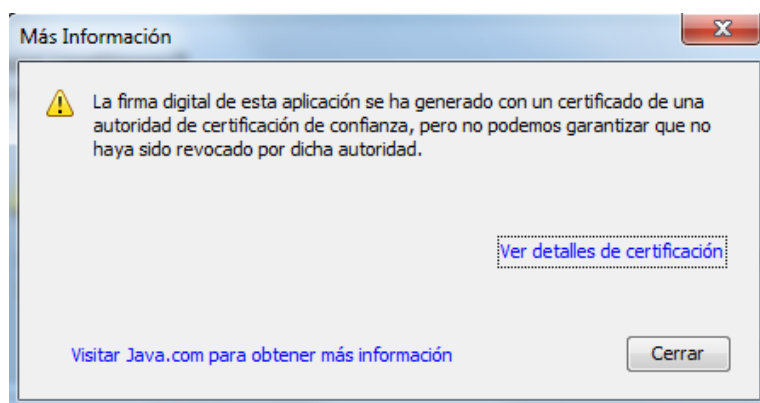 Más Información
La firma digital de esta aplicación se ha generado con un certificado de una
autoridad de certificación de confianza, pero no podemos garantizar que no
haya sido revocado por dicha autoridad.
Ver detalles de certificación
Visitar Java.com para obtener más información
Cerrar